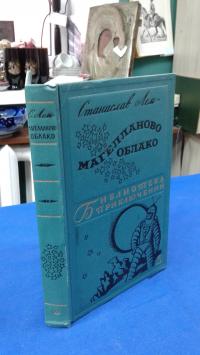 С. Лем
МАГЕЛЛАНОВО
ОБЛАКО
Станислав Лем
МАГЕЛЛАНОВО
ОБЛАКО
БИБЛИОТЕКА
ПРИКЛЮЧЕНИЙ